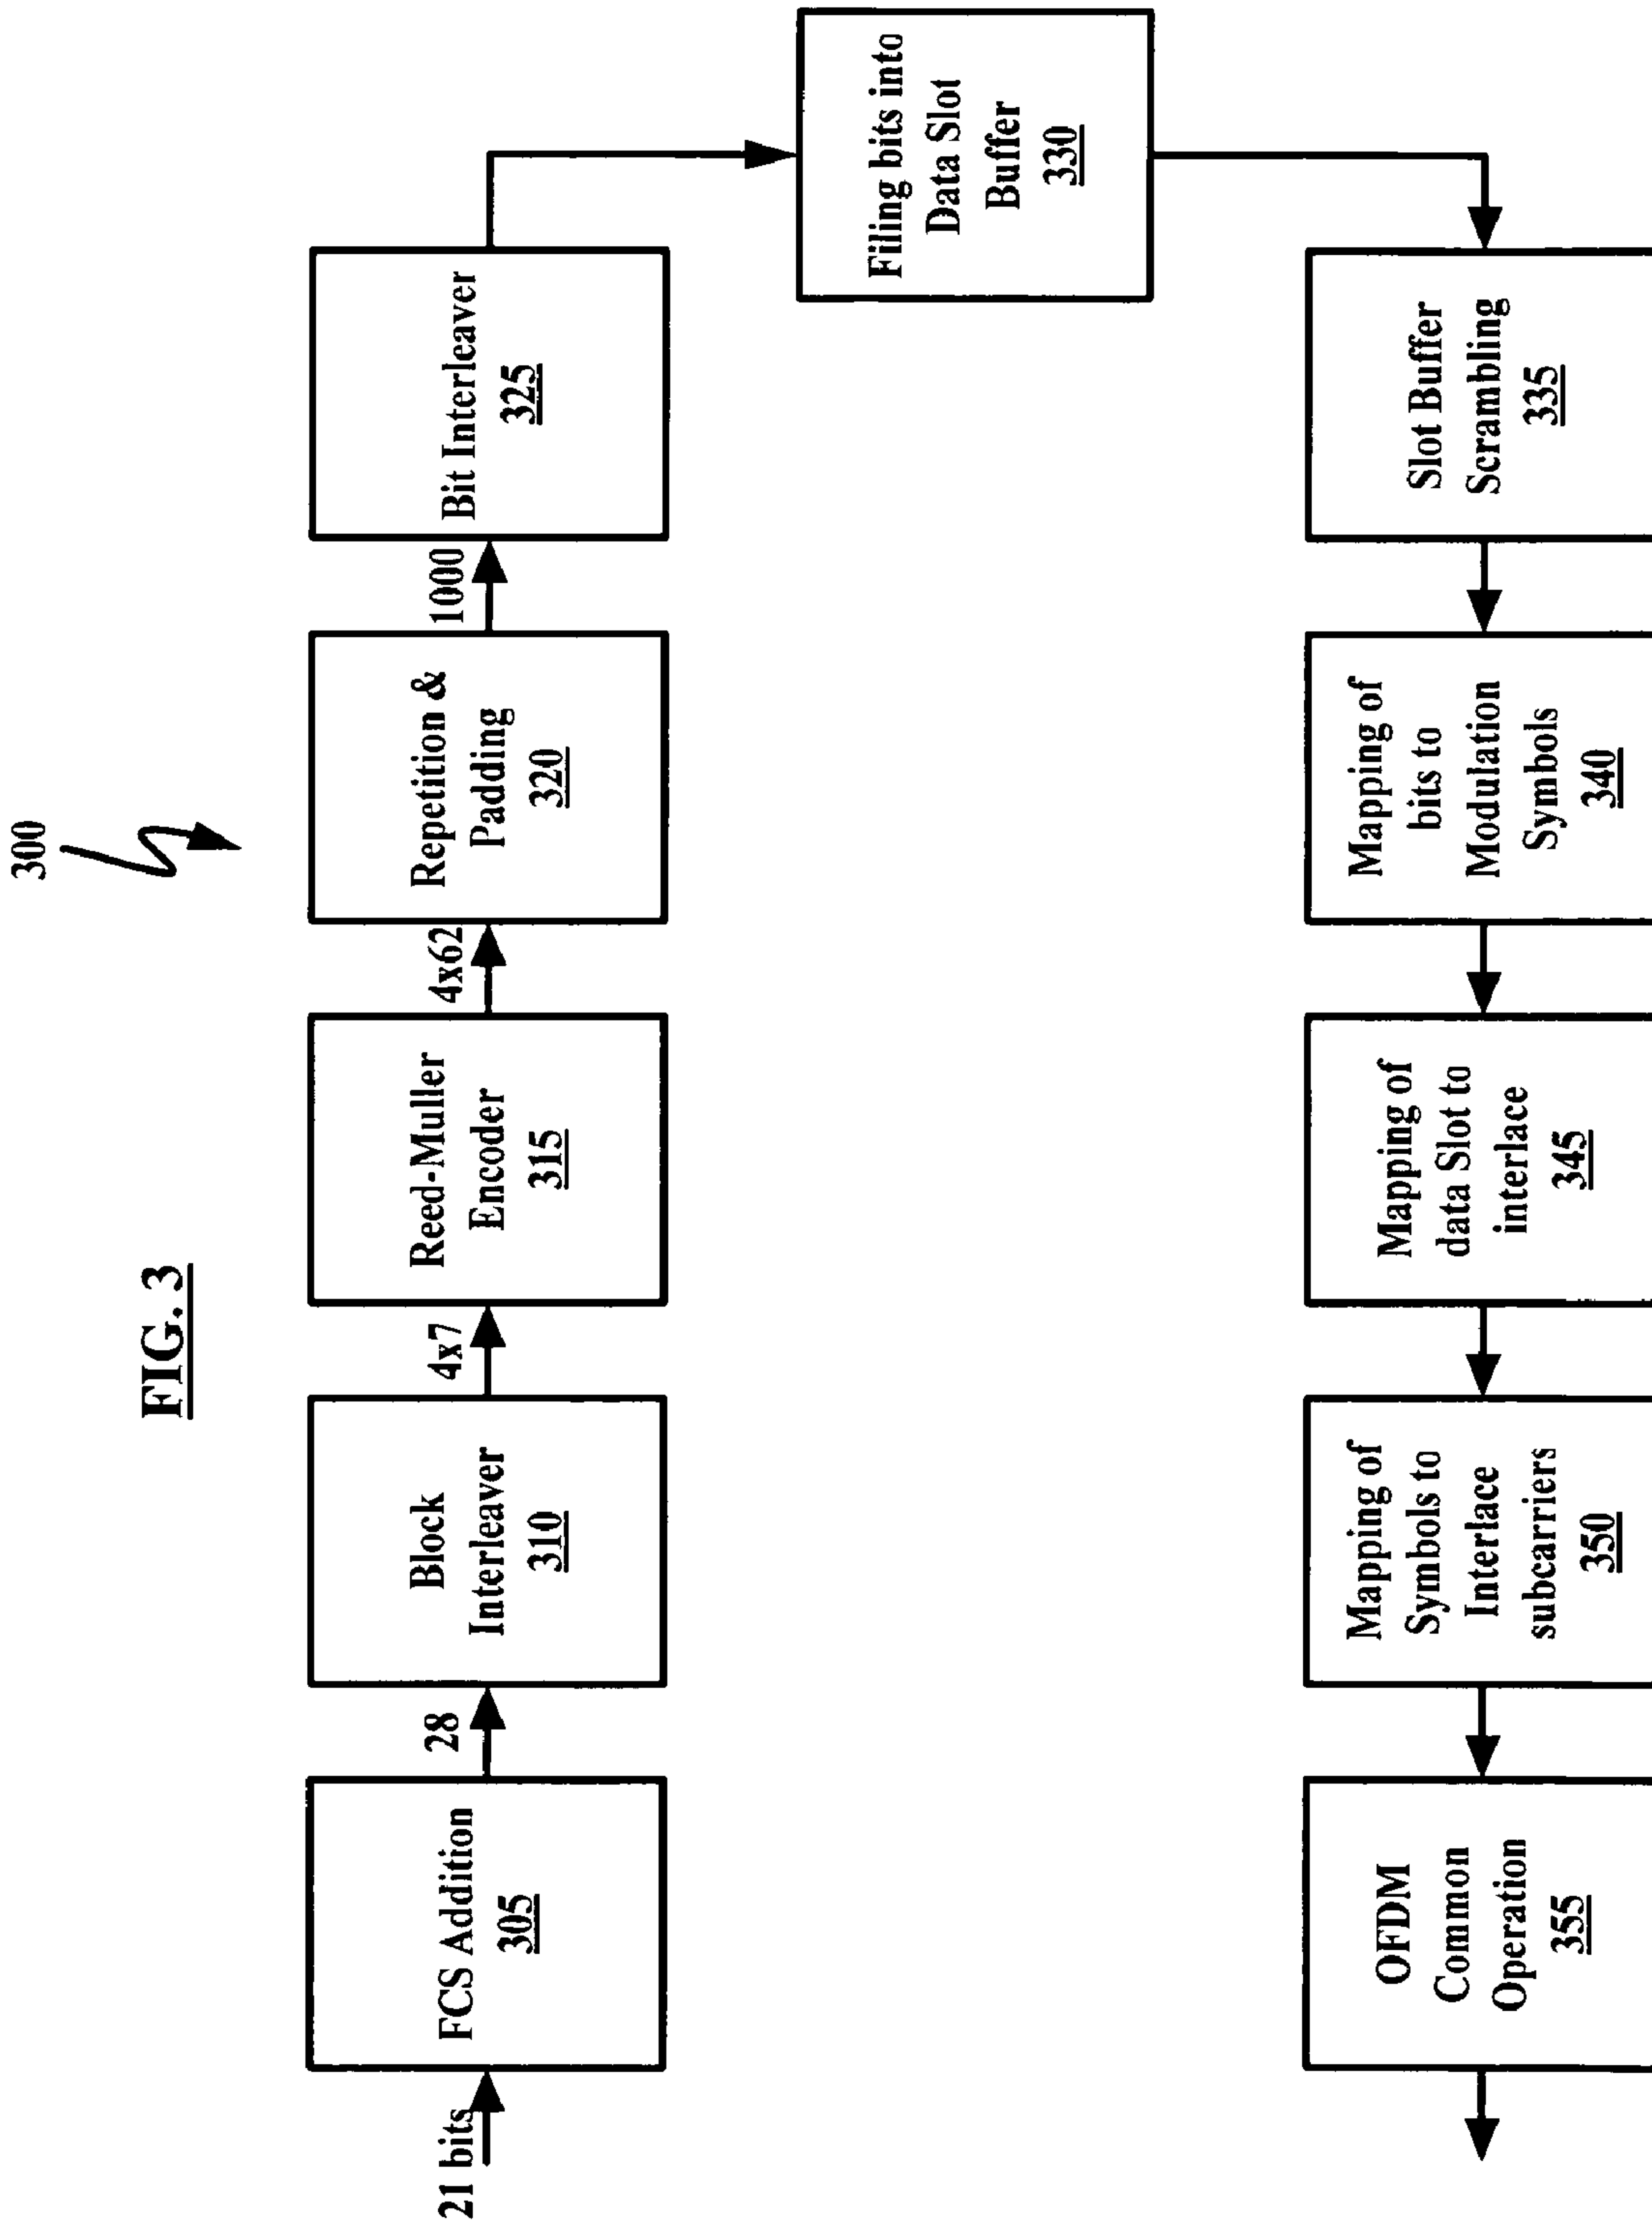 FIG. 3
300
21 bits
FCS Addition
305
28
Block
Interleaver
310
4x7
Reed-Muller
Encoder
315
4x62
Repetition &
Padding
320
1000
Bit Interleaver
325
Filing bits into
Data Slot
Buffer
330
Slot Buffer
Scrambling
335
Mapping of
bits to
Modulation
Symbols
340
Mapping of
data Slot to
interlace
345
Mapping of
Symbols to
Interlace
subcarriers
350
OFDM
Common
Operation
355